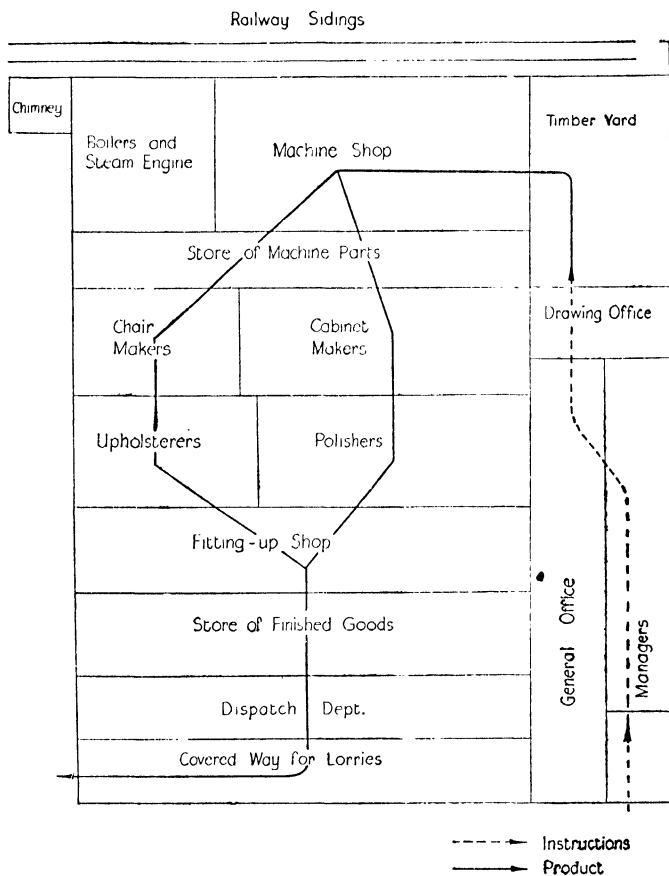 Railway Sidings
Chimney
Boilers and
Steam Engine
Machine Shop
Timber Yard
Store of Machine Parts
Chair
Makers
Cabinet
Makers
Drawing Office
Upholsterers
Polishers
Fitting-up Shop
Store of Finished Goods
General Office
Managers
Dispatch Dept.
Covered Way for Lorries
Instructions
Product